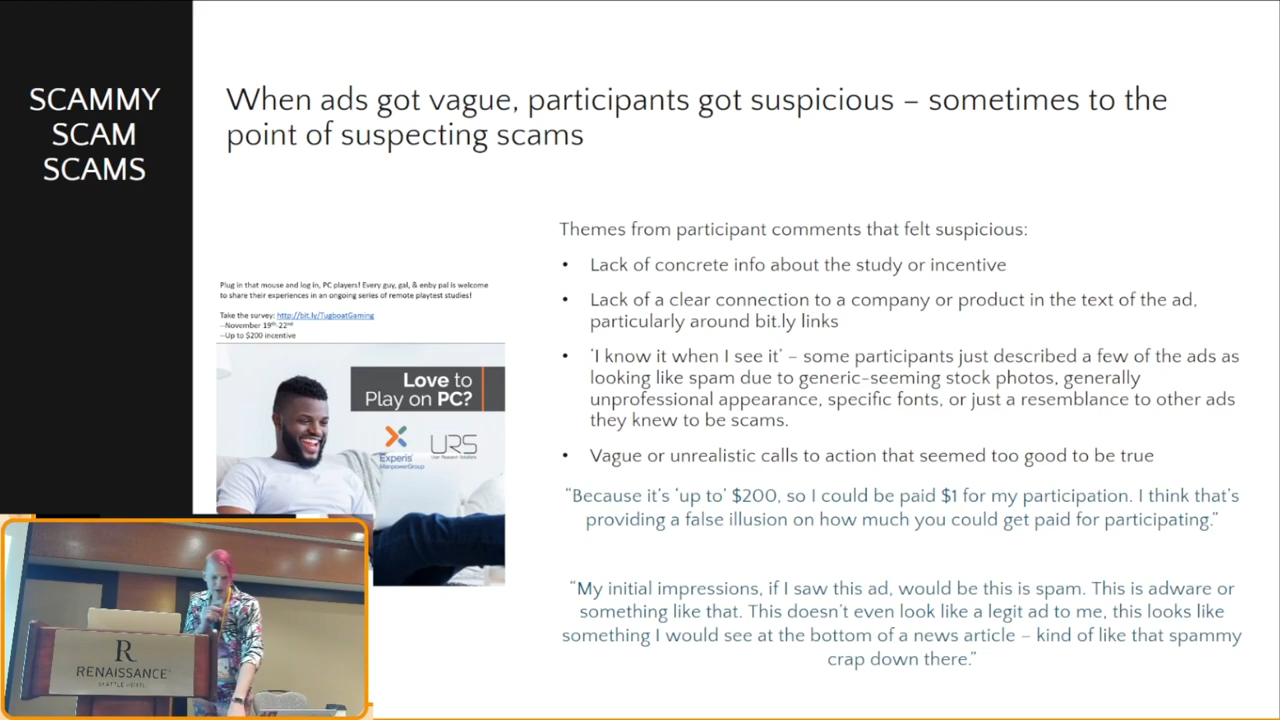 SCAMMY
SCAM
SCAMS
When ads got vague, participants got suspicious – sometimes to the
point of suspecting scams
Plug in that mouse and log in, PC players! Every guy, gal, & enby pal is welcome
to share their experiences in an ongoing series of remote playtest studies!
Take the survey: http://bit.ly/TugboatGaming
--November 19th-22nd
--Up to $200 incentive
Love to
Play on PC?
Experis
ManpowerGroup
URS
User Research Solutions
Themes from participant comments that felt suspicious:
• Lack of concrete info about the study or incentive
• Lack of a clear connection to a company or product in the text of the ad,
particularly around bit.ly links
• ‘I know it when I see it’ – some participants just described a few of the ads as
looking like spam due to generic-seeming stock photos, generally
unprofessional appearance, specific fonts, or just a resemblance to other ads
they knew to be scams.
• Vague or unrealistic calls to action that seemed too good to be true
“Because it’s ‘up to’ $200, so I could be paid $1 for my participation. I think that’s
providing a false illusion on how much you could get paid for participating.”
“My initial impressions, if I saw this ad, would be this is spam. This is adware or
something like that. This doesn’t even look like a legit ad to me, this looks like
something I would see at the bottom of a news article – kind of like that spammy
crap down there.”
R
RENAISSANCE
SEATTLE HOTEL